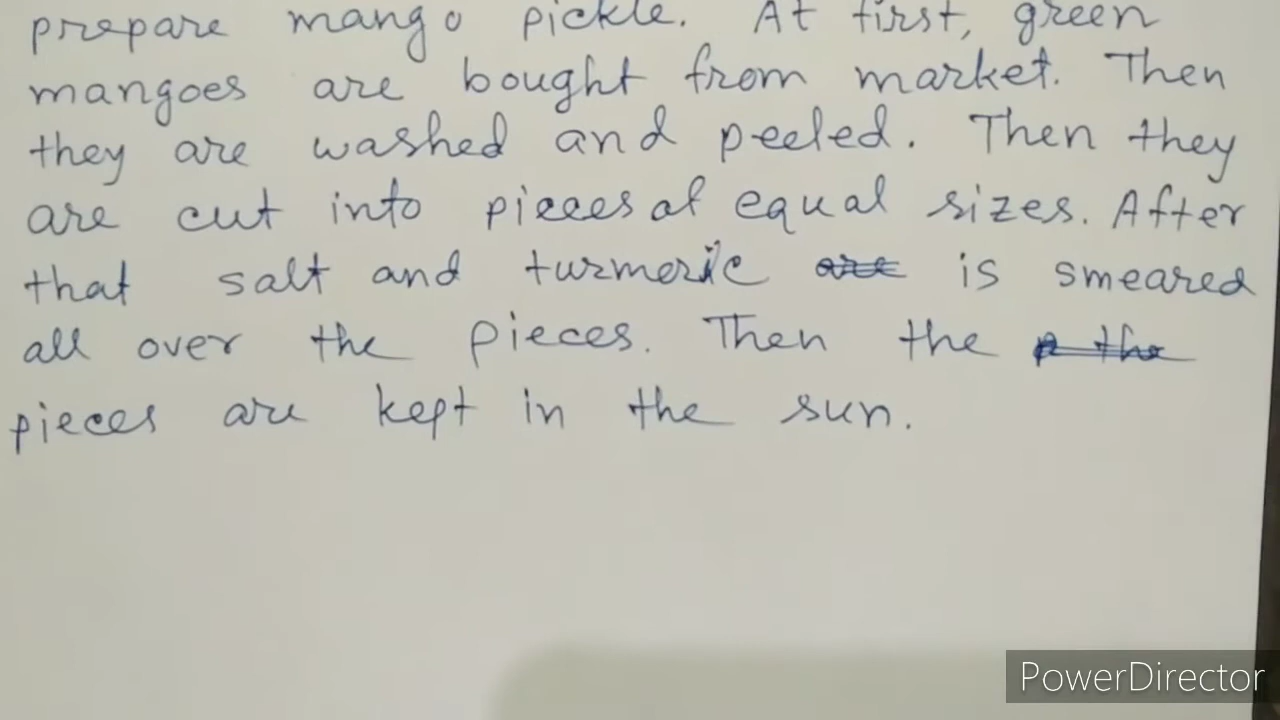 prepare mango pickle. At first, green
mangoes are bought from market. Then
they are washed and peeled. Then they
are cut into pieces of equal sizes. After
that salt and turmeric are is smeared
all over the pieces. Then the p the
pieces are kept in the sun.
PowerDirector